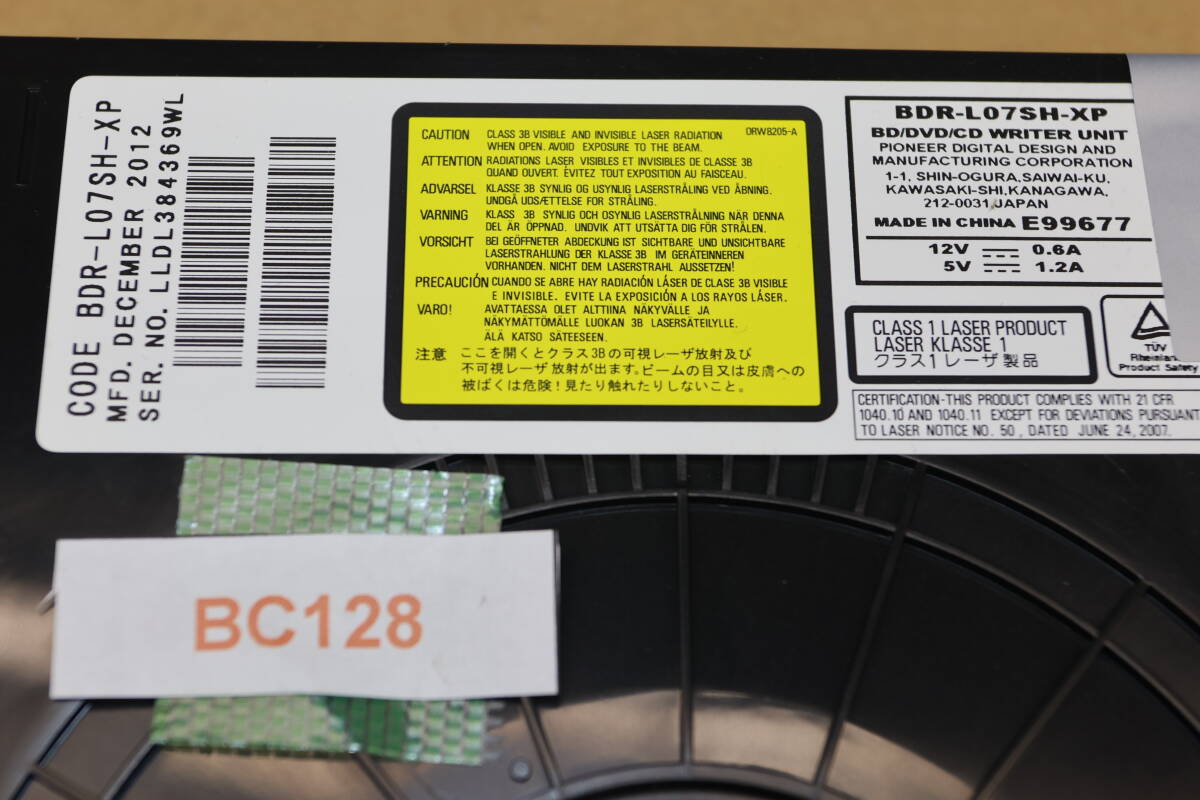 CODE BDR-L07SH-XP
MFD. DECEMBER 2012
SER. NO. LLDL384369WL
CAUTION CLASS 3B VISIBLE AND INVISIBLE LASER RADIATION WHEN OPEN. AVOID EXPOSURE TO THE BEAM.
ORW8205-A
ATTENTION RADIATIONS LASER VISIBLES ET INVISIBLES DE CLASSE 3B
QUAND OUVERT. ÉVITEZ TOUT EXPOSITION AU FAISCEAU.
ADVARSEL KLASSE 3B SYNLIG OG USYNLIG LASERSTRÅLING VED ÅBNING.
UNDGÅ UDSÆTTELSE FOR STRÅLING.
VARNING KLASS 3B SYNLIG OCH OSYNLIG LASERSTRÅLNING NÄR DENNA
DEL ÄR ÖPPNAD. UNDVIK ATT UTSÄTTA DIG FÖR STRÅLEN.
VORSICHT BEI GEÖFFNETER ABDECKUNG IST SICHTBARE UND UNSICHTBARE
LASERSTRAHLUNG DER KLASSE 3B IM GERÄTEINNEREN
VORHANDEN. NICHT DEM LASERSTRAHL AUSSETZEN!
PRECAUCIÓN CUANDO SE ABRE HAY RADIACIÓN LÁSER DE CLASE 3B VISIBLE
E INVISIBLE. EVITE LA EXPOSICIÓN A LOS RAYOS LÁSER.
VARO! AVATTAESSA OLET ALTTIINA NÄKYVÄLLE JA
NÄKYMÄTTÖMÄLLE LUOKAN 3B LASERSÄTEILYLLE.
ÄLÄ KATSO SÄTEESEEN.
注意 ここを開くとクラス3Bの可視レーザ放射及び
不可視レーザ放射が出ます。ビームの目又は皮膚への
被ばくは危険!見たり触れたりしないこと。
BDR-L07SH-XP
BD/DVD/CD WRITER UNIT
PIONEER DIGITAL DESIGN AND
MANUFACTURING CORPORATION
1-1, SHIN-OGURA,SAIWAI-KU,
KAWASAKI-SHI,KANAGAWA,
212-0031,JAPAN
MADE IN CHINA E99677
12V 0.6A
5V 1.2A
CLASS 1 LASER PRODUCT
LASER KLASSE 1
クラス1レーザ製品
TÜV
Rheinlan
Product Safety
CERTIFICATION-THIS PRODUCT COMPLIES WITH 21 CFR
1040.10 AND 1040.11 EXCEPT FOR DEVIATIONS PURSUANT
TO LASER NOTICE NO. 50, DATED JUNE 24, 2007.
BC128